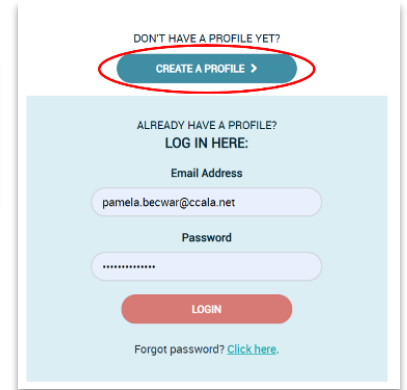 DON'T HAVE A PROFILE YET?
CREATE A PROFILE >
ALREADY HAVE A PROFILE?
LOG IN HERE:
Email Address
pamela.becwar@ccala.net
Password
••••••••••••••
LOGIN
Forgot password? Click here.